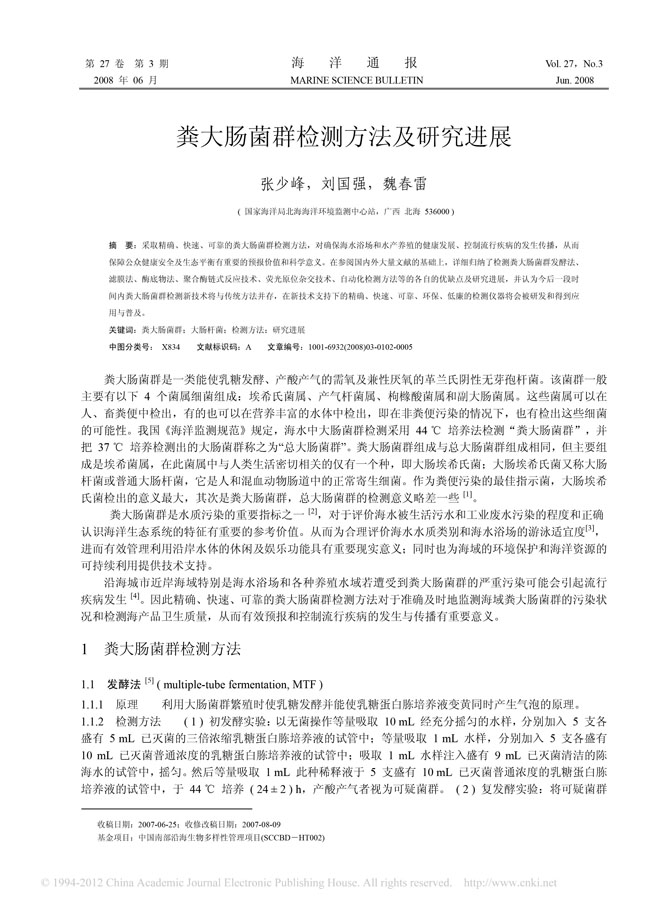 第 27 卷 第 3 期 海 洋 通 报 Vol. 27，No.3
2008 年 06 月 MARINE SCIENCE BULLETIN Jun. 2008
粪大肠菌群检测方法及研究进展
张少峰，刘国强，魏春雷
( 国家海洋局北海海洋环境监测中心站，广西 北海 536000 )
摘 要：采取精确、快速、可靠的粪大肠菌群检测方法，对确保海水浴场和水产养殖的健康发展、控制流行疾病的发生传播，从而
保障公众健康安全及生态平衡有重要的预报价值和科学意义。在参阅国内外大量文献的基础上，详细归纳了检测粪大肠菌群发酵法、
滤膜法、酶底物法、聚合酶链式反应技术、荧光原位杂交技术、自动化检测方法等的各自的优缺点及研究进展，并认为今后一段时
间内粪大肠菌群检测新技术将与传统方法并存，在新技术支持下的精确、快速、可靠、环保、低廉的检测仪器将会被研发和得到应
用与普及。
关键词：粪大肠菌群；大肠杆菌；检测方法；研究进展
中图分类号： X834 文献标识码：A 文章编号：1001-6932(2008)03-0102-0005
粪大肠菌群是一类能使乳糖发酵、产酸产气的需氧及兼性厌氧的革兰氏阴性无芽孢杆菌。该菌群一般
主要有以下 4 个菌属细菌组成：埃希氏菌属、产气杆菌属、枸橼酸菌属和副大肠菌属。这些菌属可以在
人、畜粪便中检出，有的也可以在营养丰富的水体中检出，即在非粪便污染的情况下，也有检出这些细菌
的可能性。我国《海洋监测规范》规定，海水中大肠菌群检测采用 44 ℃ 培养法检测“粪大肠菌群”，并
把 37 ℃ 培养检测出的大肠菌群称之为“总大肠菌群”。粪大肠菌群组成与总大肠菌群组成相同，但主要组
成是埃希菌属，在此菌属中与人类生活密切相关的仅有一个种，即大肠埃希氏菌；大肠埃希氏菌又称大肠
杆菌或普通大肠杆菌，它是人和混血动物肠道中的正常寄生细菌。作为粪便污染的最佳指示菌，大肠埃希
氏菌检出的意义最大，其次是粪大肠菌群，总大肠菌群的检测意义略差一些 [1]。
粪大肠菌群是水质污染的重要指标之一 [2]，对于评价海水被生活污水和工业废水污染的程度和正确
认识海洋生态系统的特征有重要的参考价值。从而为合理评价海水水质类别和海水浴场的游泳适宜度[3]，
进而有效管理利用沿岸水体的休闲及娱乐功能具有重要现实意义；同时也为海域的环境保护和海洋资源的
可持续利用提供技术支持。
沿海城市近岸海域特别是海水浴场和各种养殖水域若遭受到粪大肠菌群的严重污染可能会引起流行
疾病发生 [4]。因此精确、快速、可靠的粪大肠菌群检测方法对于准确及时地监测海域粪大肠菌群的污染状
况和检测海产品卫生质量，从而有效预报和控制流行疾病的发生与传播有重要意义。
1 粪大肠菌群检测方法
1.1 发酵法 [5] ( multiple-tube fermentation, MTF )
1.1.1 原理 利用大肠菌群繁殖时使乳糖发酵并能使乳糖蛋白胨培养液变黄同时产生气泡的原理。
1.1.2 检测方法 ( 1 ) 初发酵实验：以无菌操作等量吸取 10 mL 经充分摇匀的水样，分别加入 5 支各
盛有 5 mL 已灭菌的三倍浓缩乳糖蛋白胨培养液的试管中；等量吸取 1 mL 水样，分别加入 5 支各盛有
10 mL 已灭菌普通浓度的乳糖蛋白胨培养液的试管中；吸取 1 mL 水样注入盛有 9 mL 已灭菌清洁的陈
海水的试管中，摇匀。然后等量吸取 1 mL 此种稀释液于 5 支盛有 10 mL 已灭菌普通浓度的乳糖蛋白胨
培养液的试管中，于 44 ℃ 培养 ( 24 ± 2 ) h，产酸产气者视为可疑菌群。 ( 2 ) 复发酵实验：将可疑菌群
收稿日期：2007-06-25；收修改稿日期：2007-08-09
基金项目：中国南部沿海生物多样性管理项目(SCCBD－HT002)
© 1994-2012 China Academic Journal Electronic Publishing House. All rights reserved. http://www.cnki.net